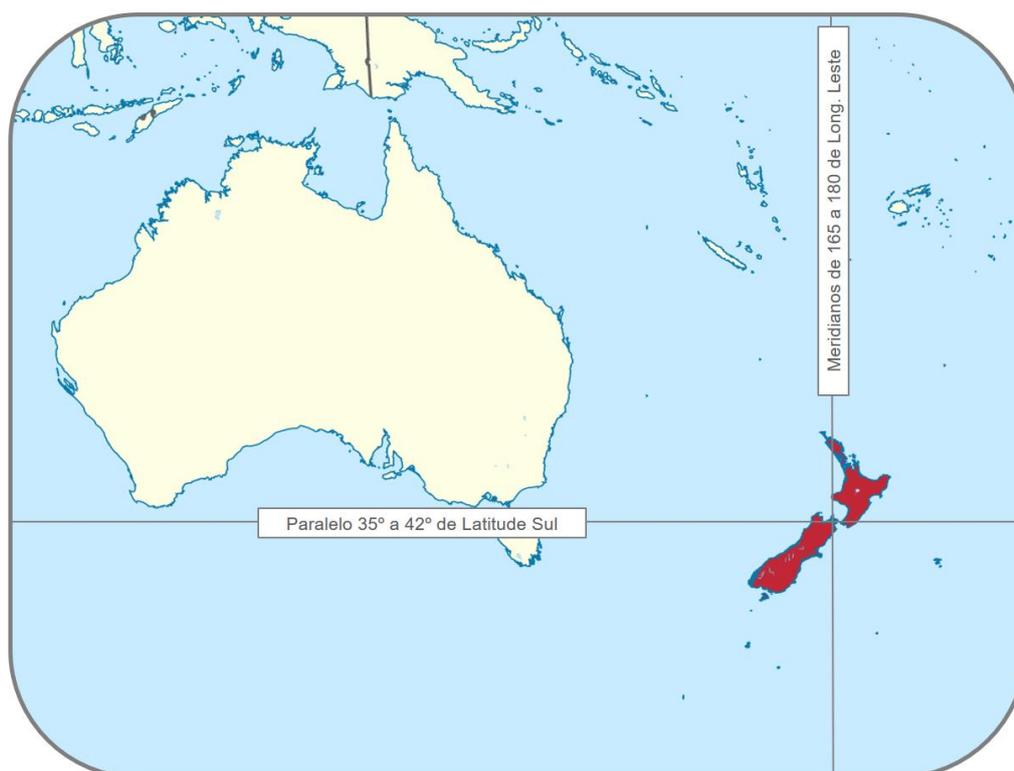 Meridianos de 165 a 180 de Long. Leste
Paralelo 35º a 42º de Latitude Sul